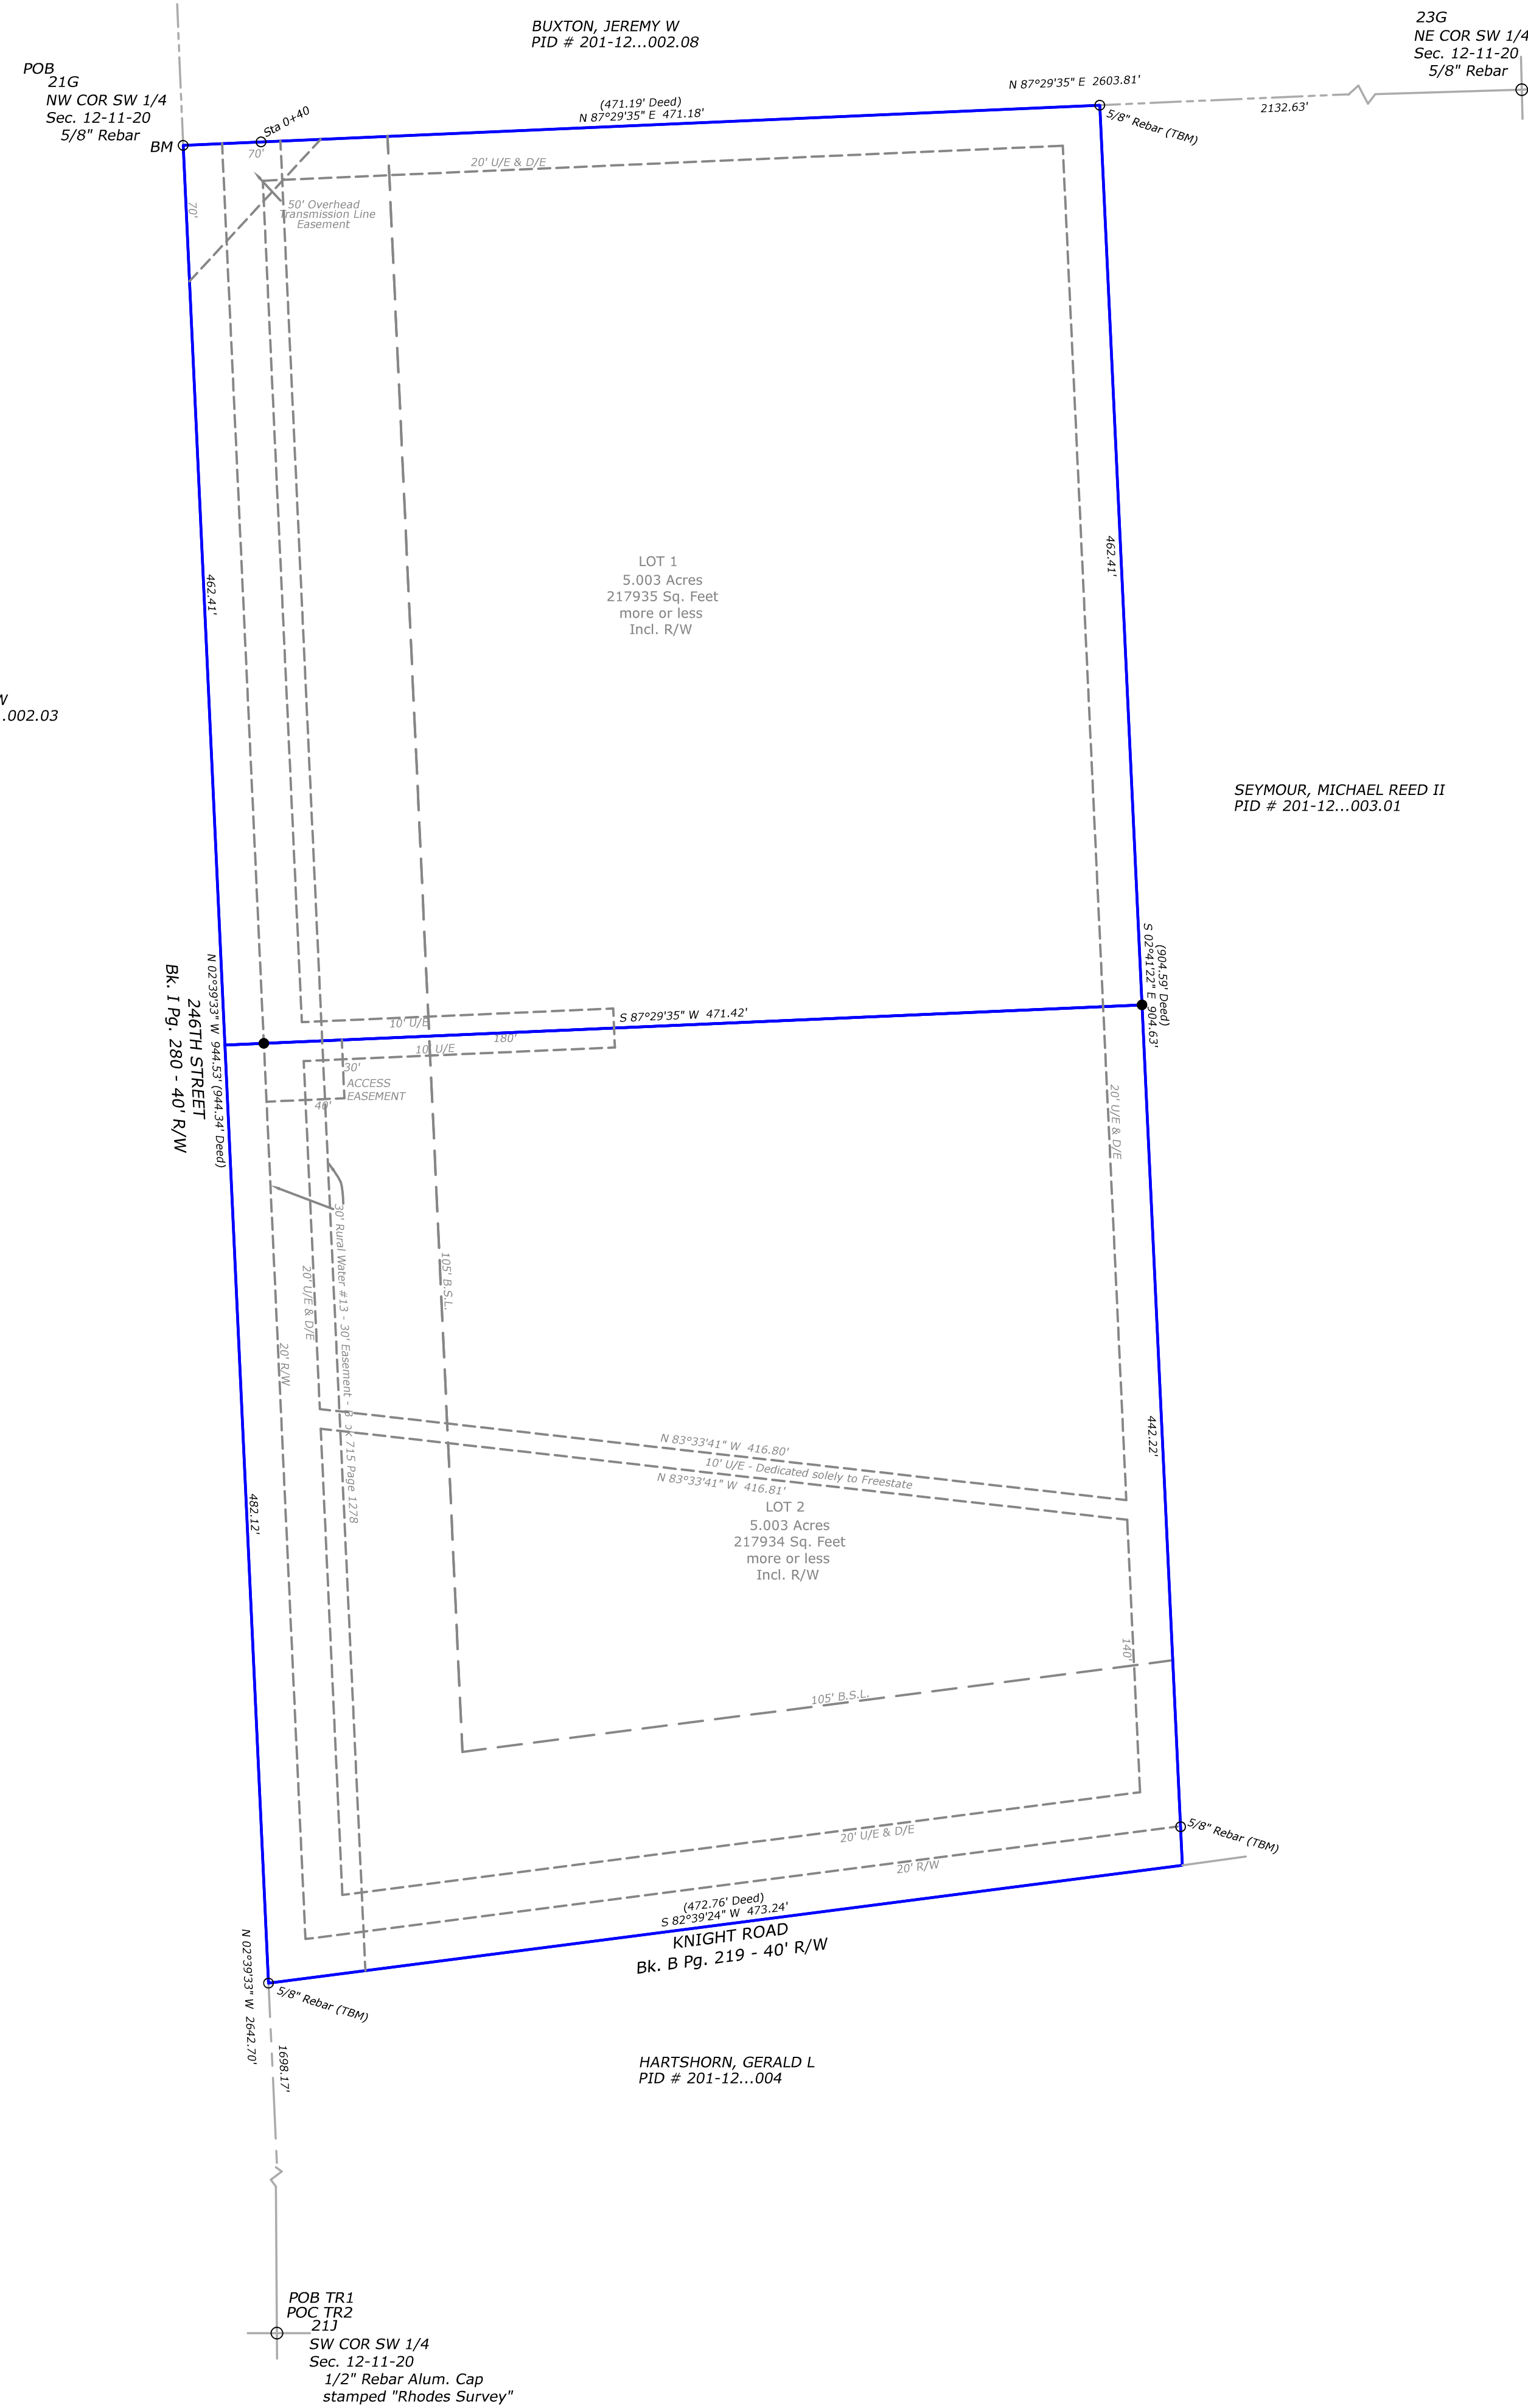 BUXTON, JEREMY W
PID # 201-12...002.08
23G
NE COR SW 1/4
Sec. 12-11-20
5/8" Rebar
POB
21G
NW COR SW 1/4
Sec. 12-11-20
5/8" Rebar
BM
Sta 0+40
(471.19' Deed)
N 87°29'35" E 471.18'
N 87°29'35" E 2603.81'
2132.63'
5/8" Rebar (TBM)
70'
70'
20' U/E & D/E
50' Overhead
Transmission Line
Easement
462.41'
462.41'
LOT 1
5.003 Acres
217935 Sq. Feet
more or less
Incl. R/W
W
.002.03
SEYMOUR, MICHAEL REED II
PID # 201-12...003.01
246TH STREET
Bk. I Pg. 280 - 40' R/W
N 02°39'33" W 944.53' (944.34' Deed)
(904.59' Deed)
S 02°41'22" E 904.63'
10' U/E
S 87°29'35" W 471.42'
180'
10' U/E
30'
ACCESS
EASEMENT
40'
20' U/E & D/E
30' Rural Water #13 - 30' Easement - Book 715 Page 1278
105' B.S.L.
20' U/E & D/E
20' R/W
442.22'
482.12'
N 83°33'41" W 416.80'
10' U/E - Dedicated solely to Freestate
N 83°33'41" W 416.81'
LOT 2
5.003 Acres
217934 Sq. Feet
more or less
Incl. R/W
140'
105' B.S.L.
20' U/E & D/E
20' R/W
5/8" Rebar (TBM)
(472.76' Deed)
S 82°39'24" W 473.24'
KNIGHT ROAD
Bk. B Pg. 219 - 40' R/W
5/8" Rebar (TBM)
N 02°39'33" W 2642.70'
1698.17'
HARTSHORN, GERALD L
PID # 201-12...004
POB TR1
POC TR2
21J
SW COR SW 1/4
Sec. 12-11-20
1/2" Rebar Alum. Cap
stamped "Rhodes Survey"